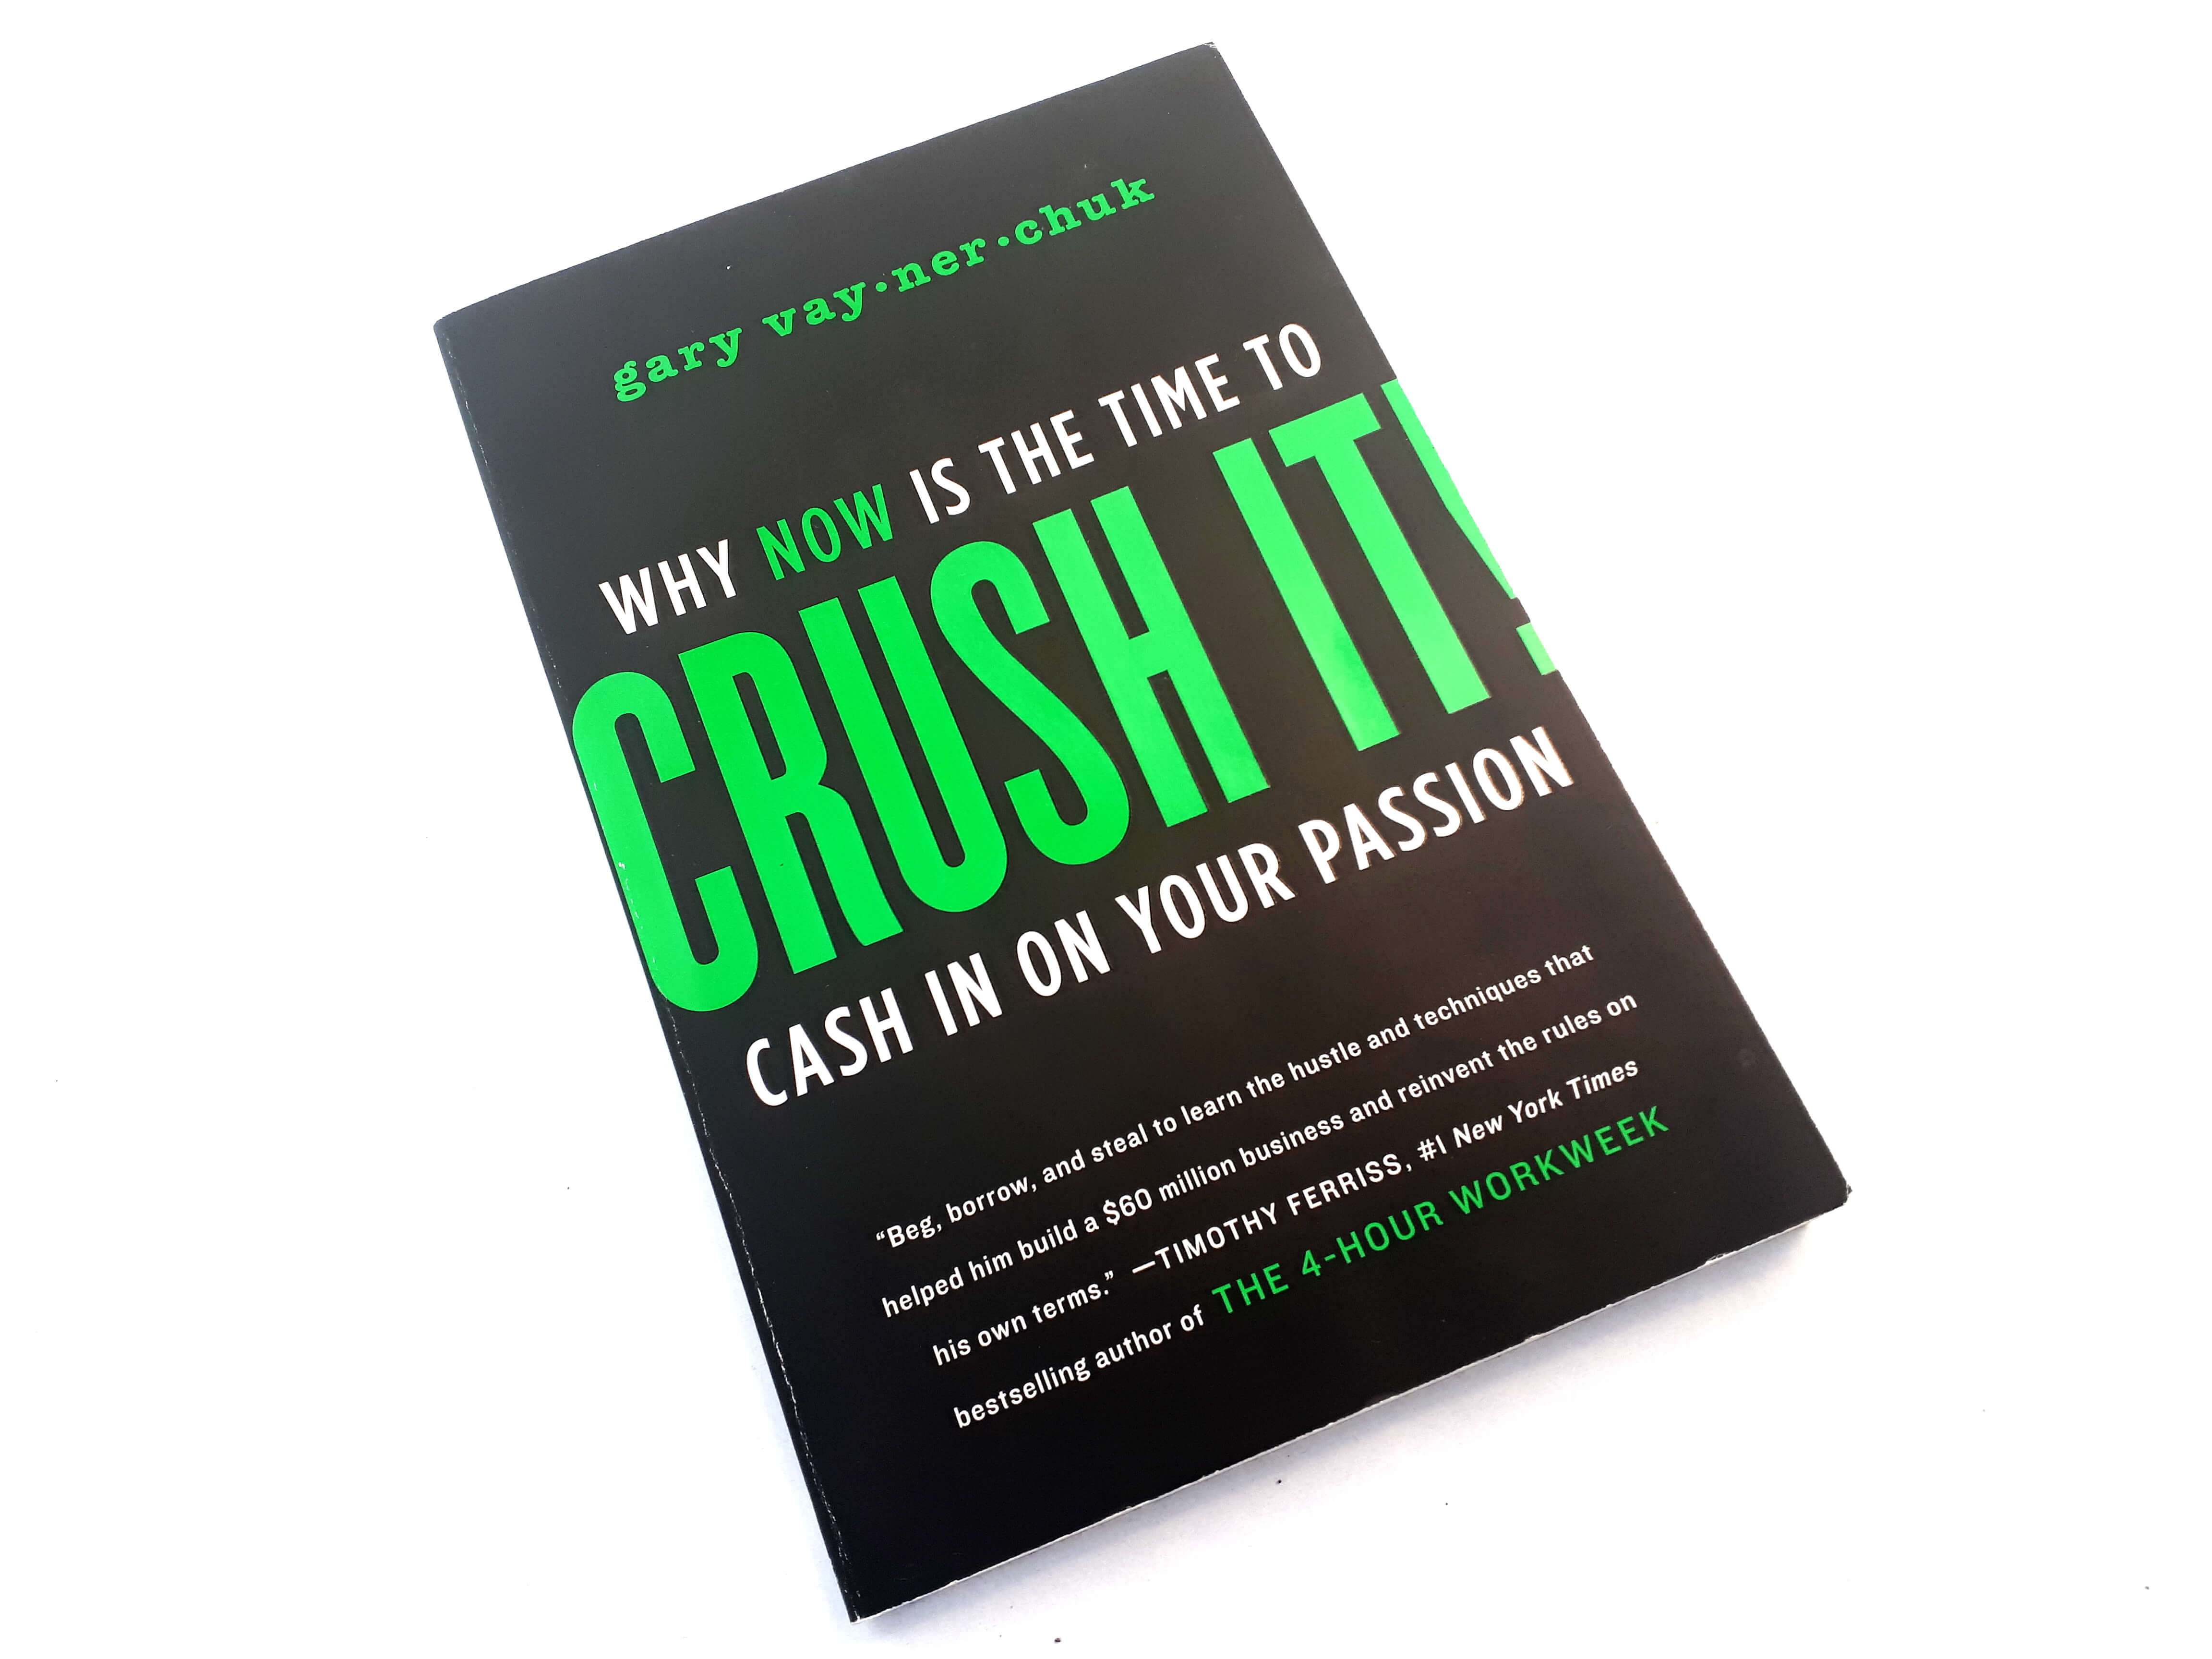 gary vay·ner·chuk
WHY NOW IS THE TIME TO
CRUSH IT!
CASH IN ON YOUR PASSION
“Beg, borrow, and steal to learn the hustle and techniques that
helped him build a $60 million business and reinvent the rules on
his own terms.” —TIMOTHY FERRISS, #1 New York Times
bestselling author of THE 4-HOUR WORKWEEK